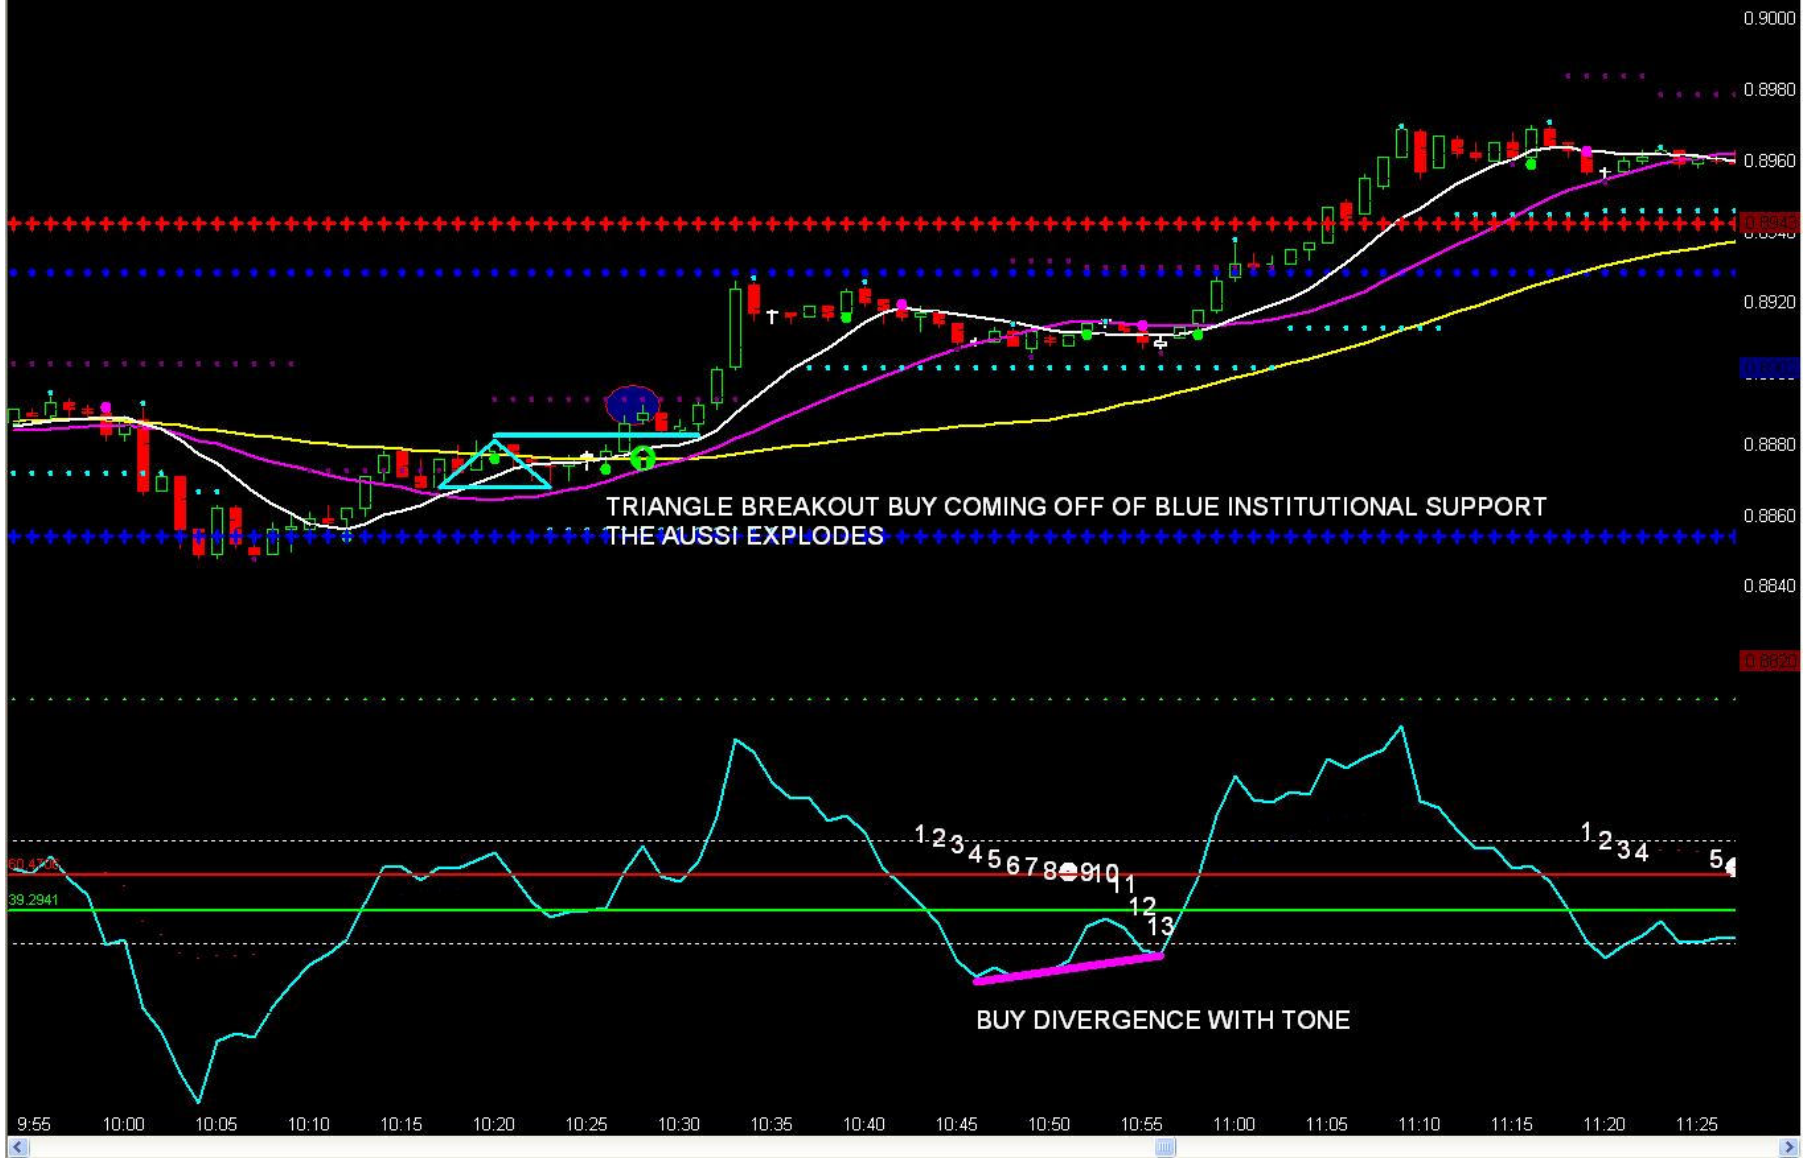 0.9000
0.8980
0.8960
0.8940
0.8920
0.8880
TRIANGLE BREAKOUT BUY COMING OFF OF BLUE INSTITUTIONAL SUPPORT
THE AUSSI EXPLODES
0.8860
0.8840
0.8820
1 2 3 4 5 6 7 8 9 10 11 12 13
1 2 3 4 5
39.2941
BUY DIVERGENCE WITH TONE
9:55 10:00 10:05 10:10 10:15 10:20 10:25 10:30 10:35 10:40 10:45 10:50 10:55 11:00 11:05 11:10 11:15 11:20 11:25